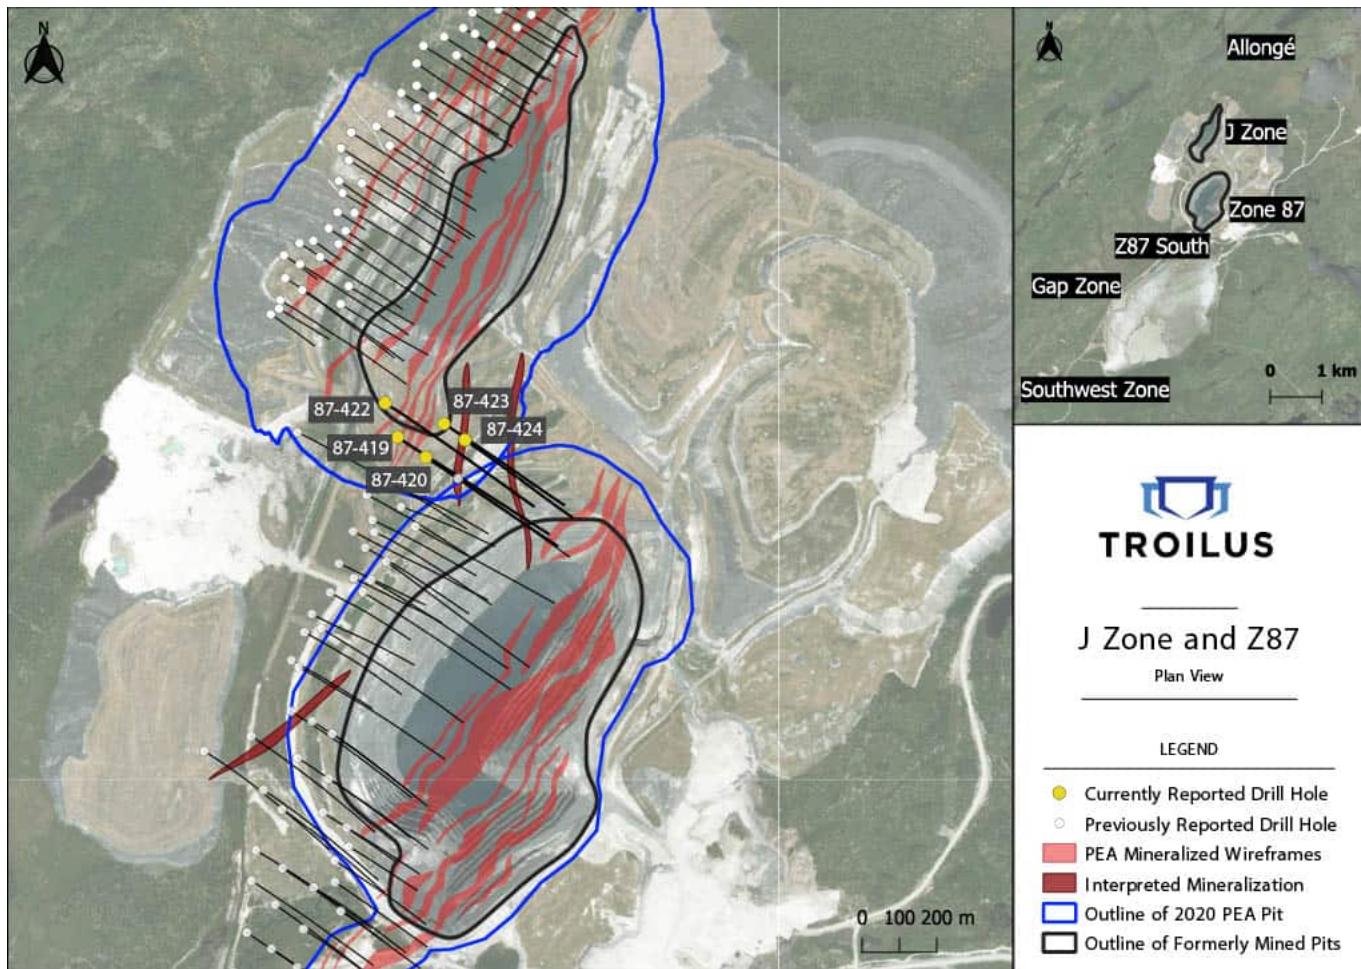 N
87-422
87-423
87-419
87-424
87-420
0 100 200 m
N
Allongé
J Zone
Zone 87
Z87 South
Gap Zone
0 1 km
Southwest Zone
TROILUS
J Zone and Z87
Plan View
LEGEND
Currently Reported Drill Hole
Previously Reported Drill Hole
PEA Mineralized Wireframes
Interpreted Mineralization
Outline of 2020 PEA Pit
Outline of Formerly Mined Pits